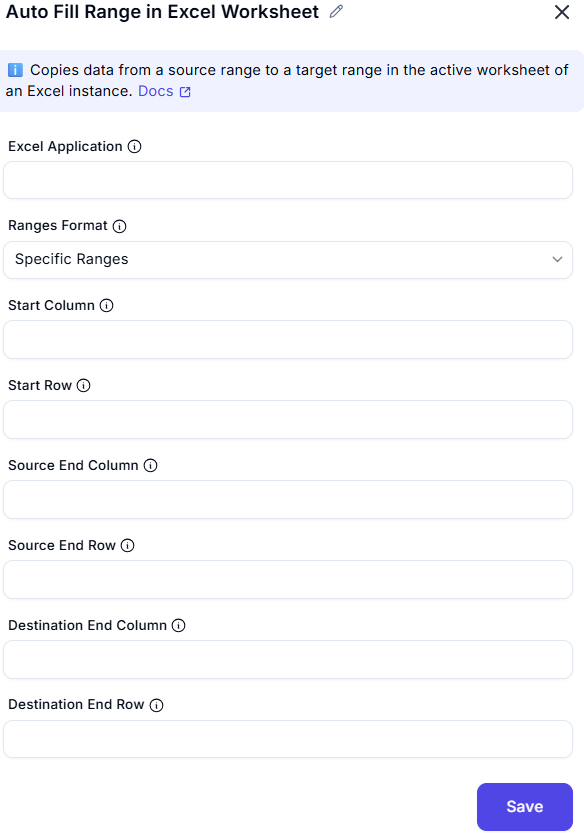 Auto Fill Range in Excel Worksheet
Copies data from a source range to a target range in the active worksheet of
an Excel instance. Docs
Excel Application
Ranges Format
Specific Ranges
Start Column
Start Row
Source End Column
Source End Row
Destination End Column
Destination End Row
Save